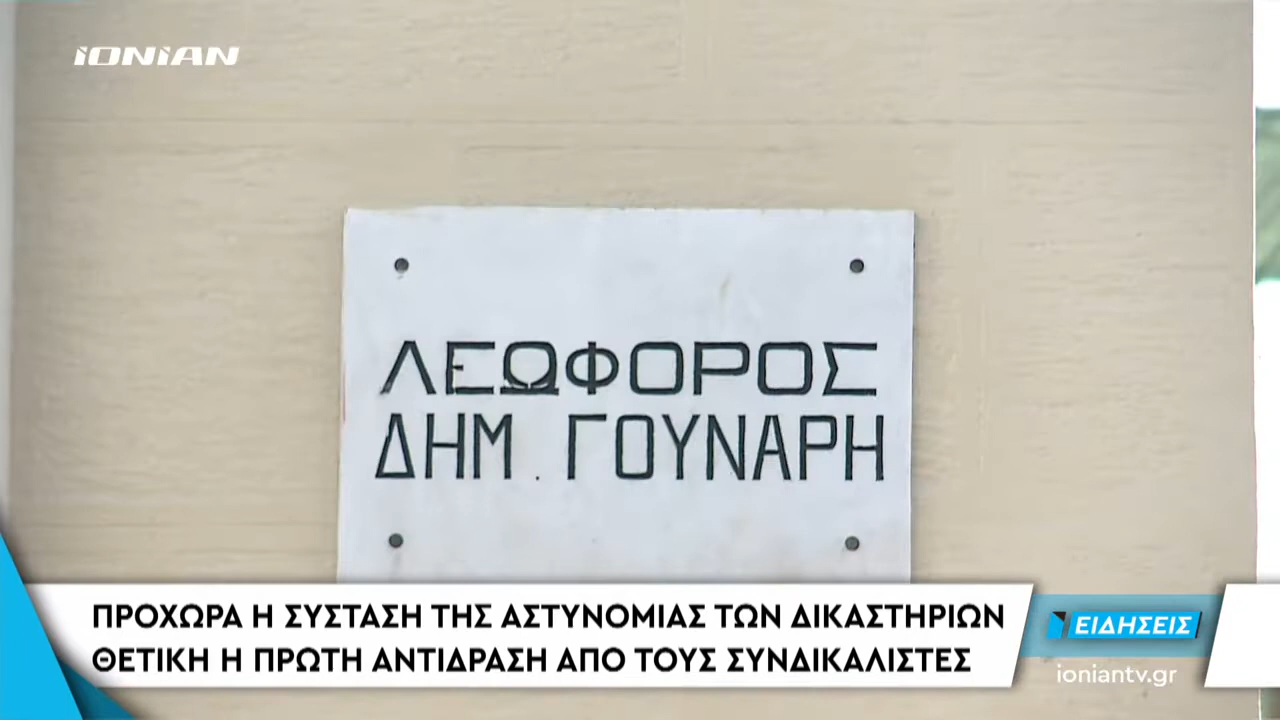 IONIAN
ΛΕΩΦΟΡΟΣ
ΔΗΜ. ΓΟΥΝΑΡΗ
ΠΡΟΧΩΡΑ Η ΣΥΣΤΑΣΗ ΤΗΣ ΑΣΤΥΝΟΜΙΑΣ ΤΩΝ ΔΙΚΑΣΤΗΡΙΩΝ
ΘΕΤΙΚΗ Η ΠΡΩΤΗ ΑΝΤΙΔΡΑΣΗ ΑΠΟ ΤΟΥΣ ΣΥΝΔΙΚΑΛΙΣΤΕΣ
ΕΙΔΗΣΕΙΣ
ioniantv.gr